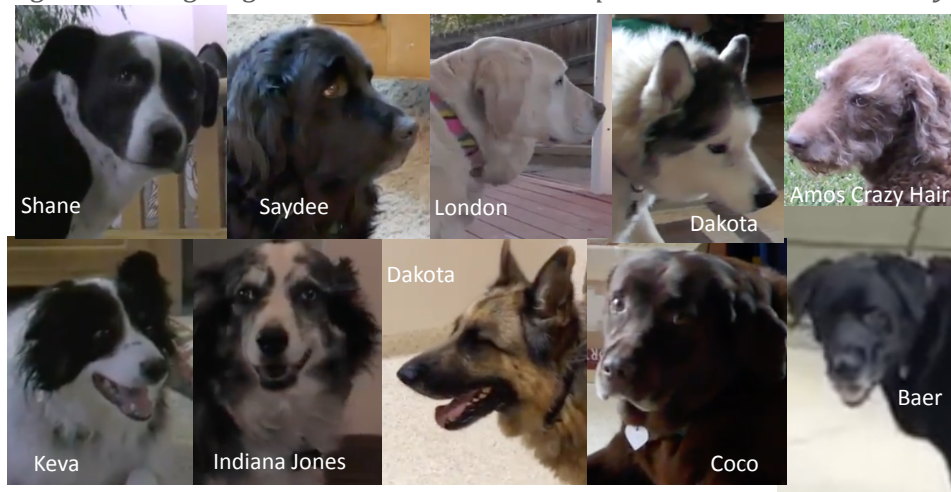 Shane
Saydee
London
Dakota
Amos Crazy Hair
Keva
Indiana Jones
Dakota
Coco
Baer